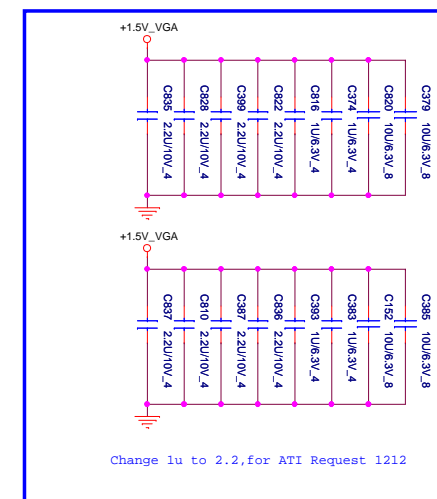 +1.5V_VGA
C835 2.2U/10V_4
C828 2.2U/10V_4
C399 2.2U/10V_4
C822 2.2U/10V_4
C816 1U/6.3V_4
C374 1U/6.3V_4
C820 10U/6.3V_8
C379 10U/6.3V_8
+1.5V_VGA
C837 2.2U/10V_4
C810 2.2U/10V_4
C387 2.2U/10V_4
C836 2.2U/10V_4
C393 1U/6.3V_4
C383 1U/6.3V_4
C152 10U/6.3V_8
C385 10U/6.3V_8
Change 1u to 2.2,for ATI Request 1212